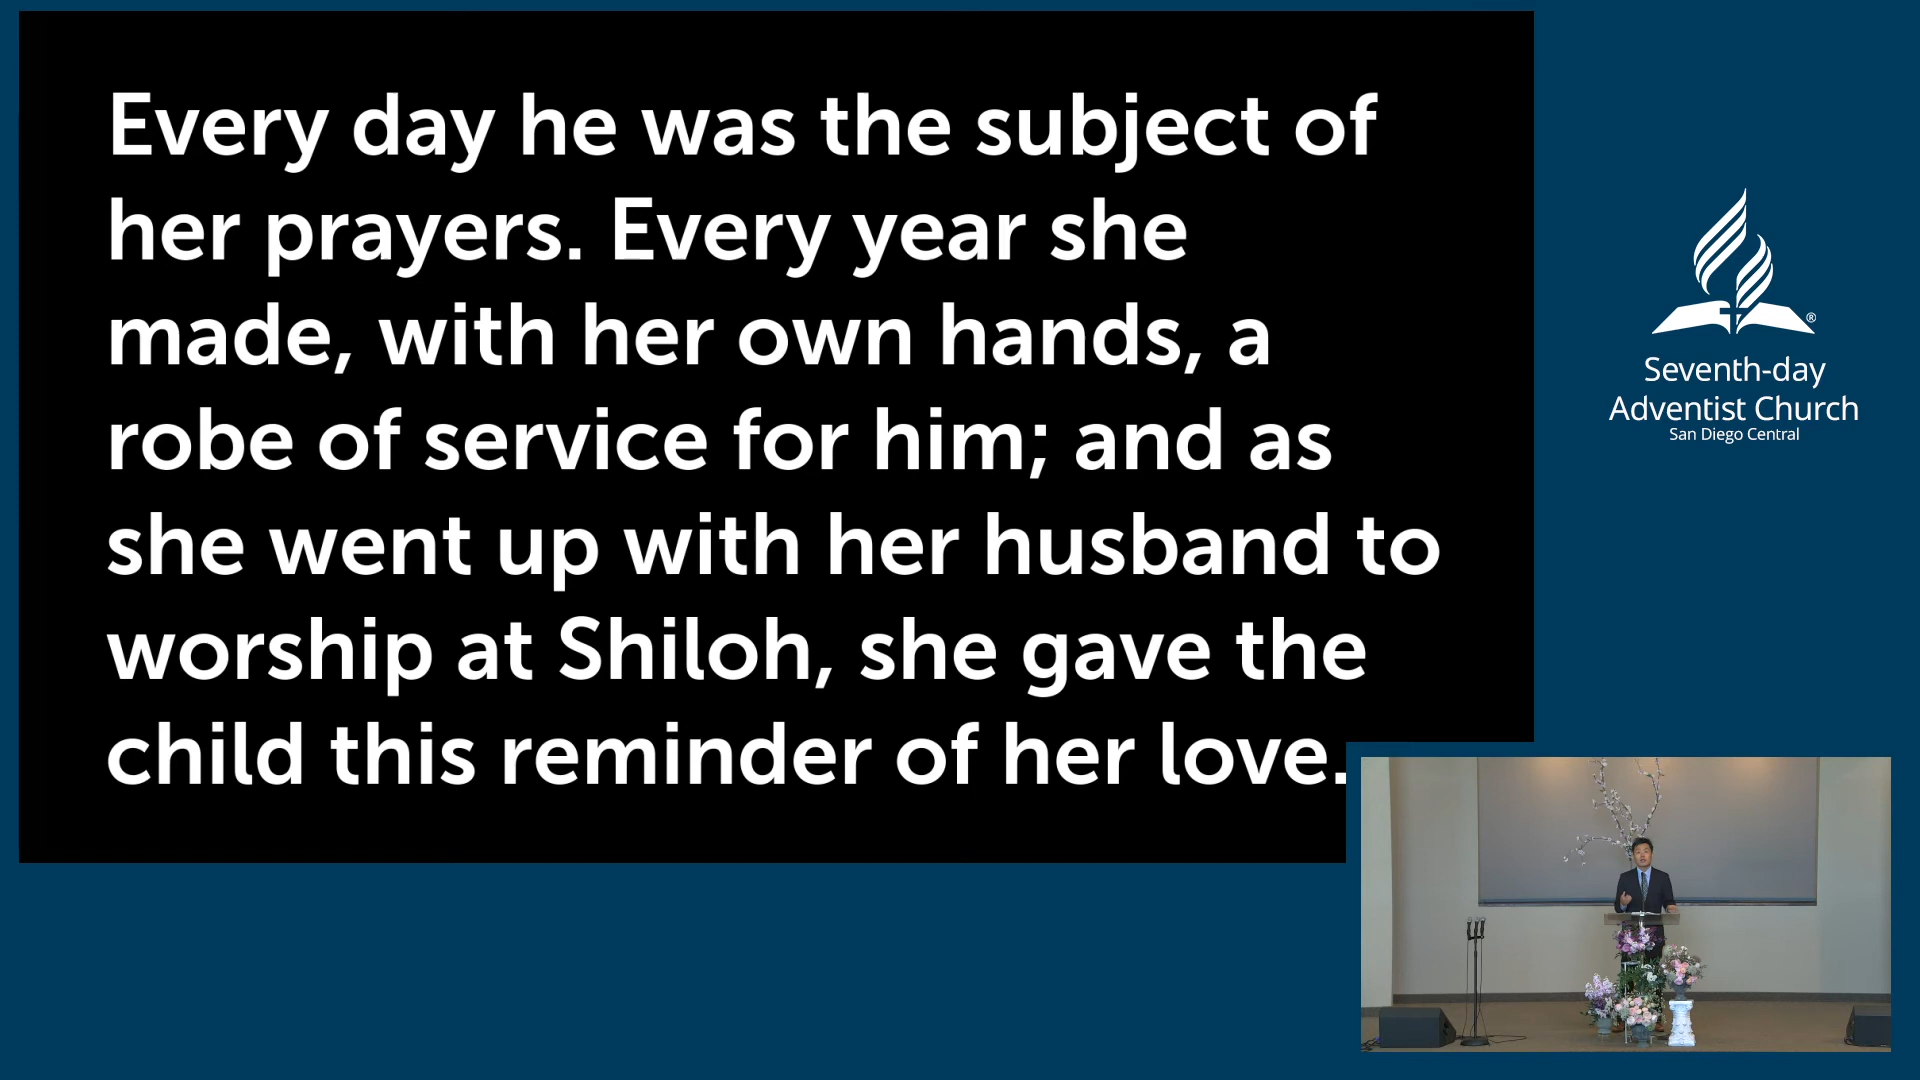 Every day he was the subject of
her prayers. Every year she
made, with her own hands, a
robe of service for him; and as
she went up with her husband to
worship at Shiloh, she gave the
child this reminder of her love.
®
Seventh-day
Adventist Church
San Diego Central